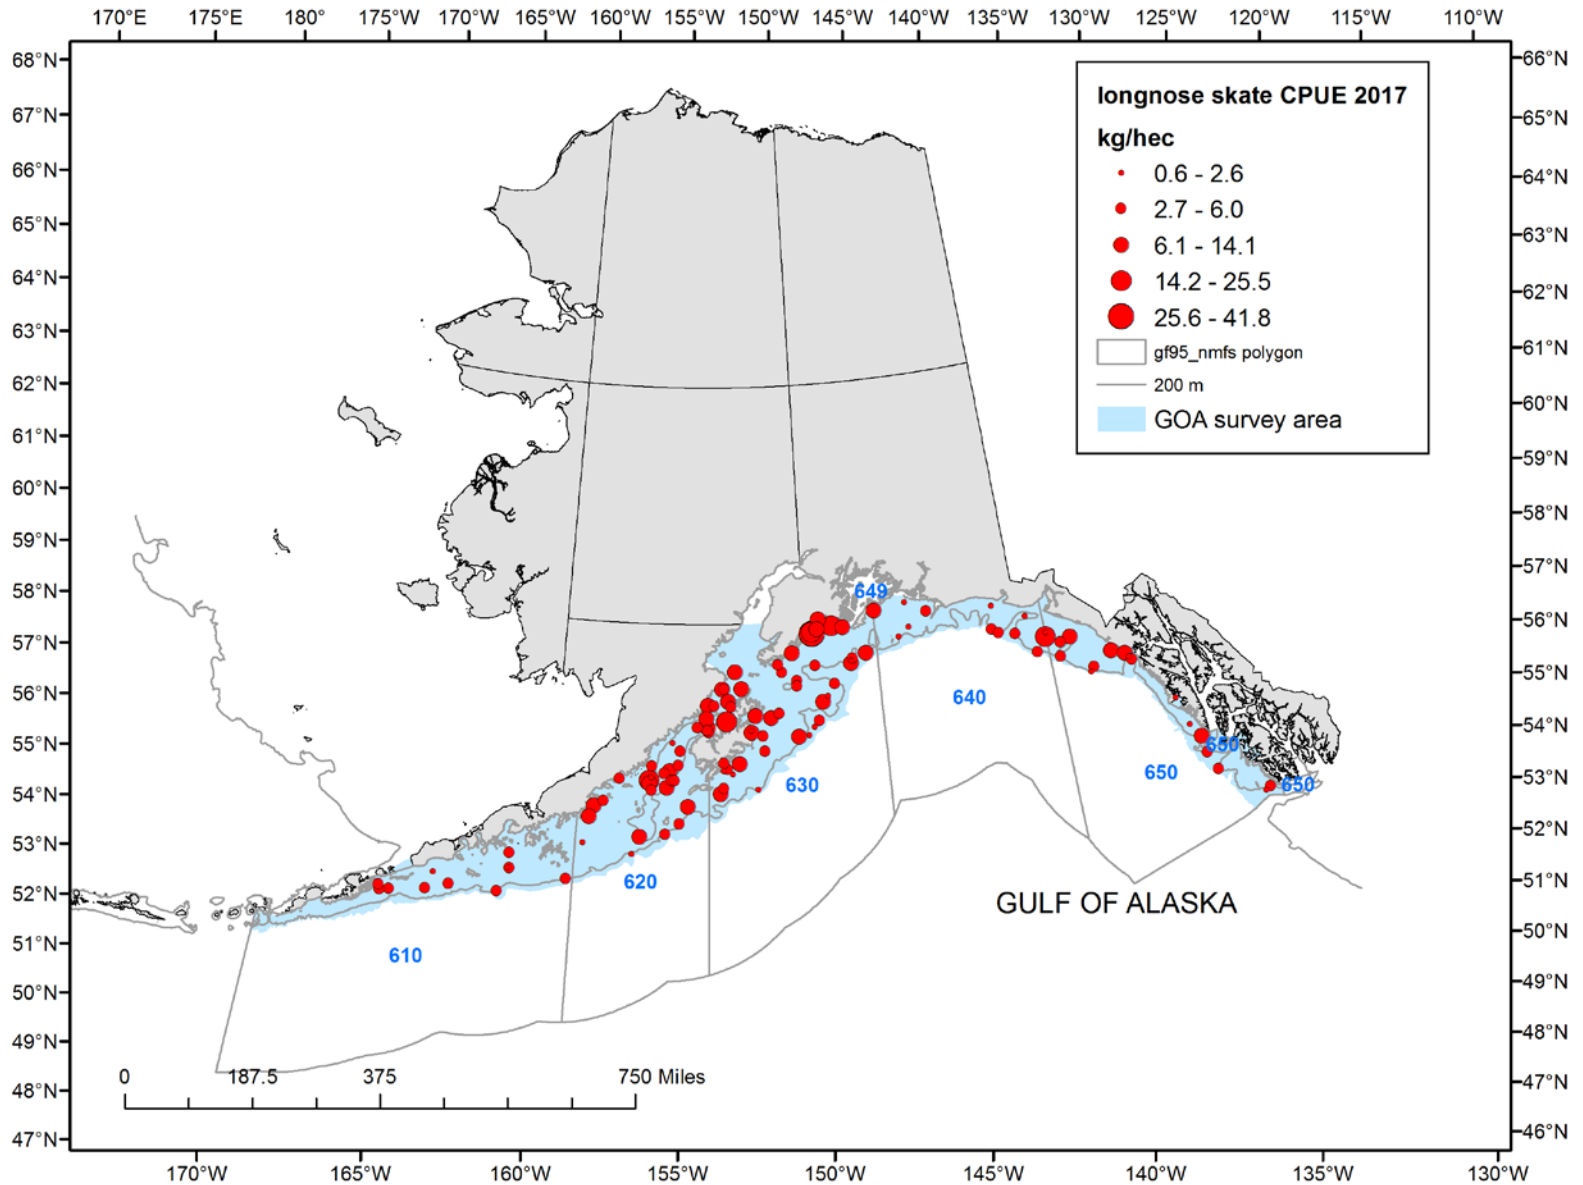 170°E 175°E 180° 175°W 170°W 165°W 160°W 155°W 150°W 145°W 140°W 135°W 130°W 125°W 120°W 115°W 110°W
68°N
67°N
66°N
65°N
64°N
63°N
62°N
61°N
60°N
59°N
58°N
57°N
56°N
55°N
54°N
53°N
52°N
51°N
50°N
49°N
48°N
47°N
66°N
65°N
64°N
63°N
62°N
61°N
60°N
59°N
58°N
57°N
56°N
55°N
54°N
53°N
52°N
51°N
50°N
49°N
48°N
47°N
46°N
longnose skate CPUE 2017
kg/hec
0.6 - 2.6
2.7 - 6.0
6.1 - 14.1
14.2 - 25.5
25.6 - 41.8
gf95_nmfs polygon
200 m
GOA survey area
649
640
650
650
650
630
620
610
GULF OF ALASKA
0 187.5 375 750 Miles
170°W 165°W 160°W 155°W 150°W 145°W 140°W 135°W 130°W